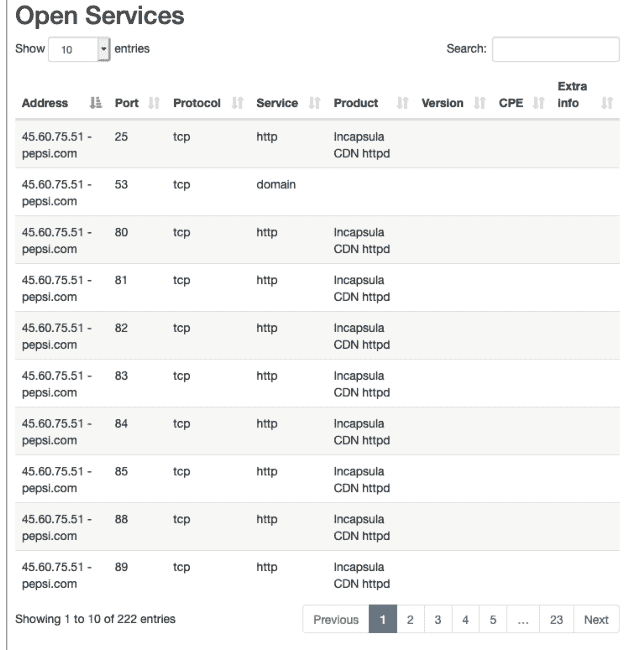 Open Services
Show 10 entries Search:
Address Port Protocol Service Product Version CPE Extra info
45.60.75.51 - 25 tcp http Incapsula
pepsi.com CDN httpd
45.60.75.51 - 53 tcp domain
pepsi.com
45.60.75.51 - 80 tcp http Incapsula
pepsi.com CDN httpd
45.60.75.51 - 81 tcp http Incapsula
pepsi.com CDN httpd
45.60.75.51 - 82 tcp http Incapsula
pepsi.com CDN httpd
45.60.75.51 - 83 tcp http Incapsula
pepsi.com CDN httpd
45.60.75.51 - 84 tcp http Incapsula
pepsi.com CDN httpd
45.60.75.51 - 85 tcp http Incapsula
pepsi.com CDN httpd
45.60.75.51 - 88 tcp http Incapsula
pepsi.com CDN httpd
45.60.75.51 - 89 tcp http Incapsula
pepsi.com CDN httpd
Showing 1 to 10 of 222 entries Previous 1 2 3 4 5 ... 23 Next